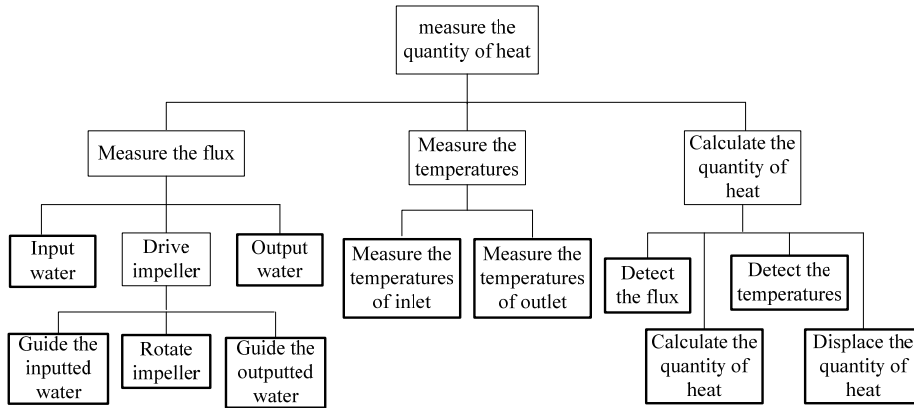 measure the
quantity of heat
Measure the flux
Measure the
temperatures
Calculate the
quantity of
heat
Input
water
Drive
impeller
Output
water
Measure the
temperatures
of inlet
Measure the
temperatures
of outlet
Detect
the flux
Detect the
temperatures
Guide the
inputted
water
Rotate
impeller
Guide the
outputted
water
Calculate the
quantity of
heat
Displace the
quantity of
heat